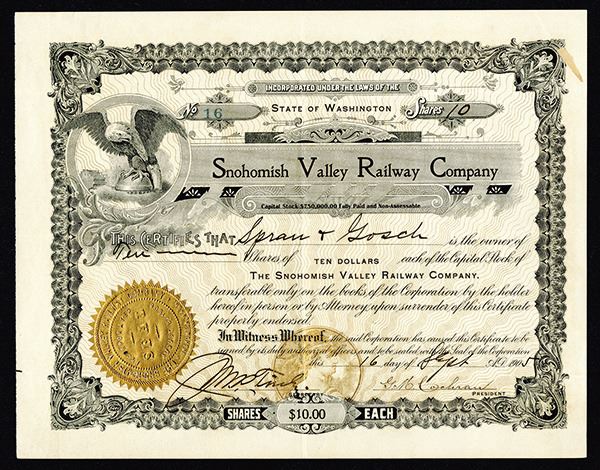 INCORPORATED UNDER THE LAWS OF THE
No 16 STATE OF WASHINGTON Shares 10
Snohomish Valley Railway Company
Capital Stock $750,000.00 Fully Paid and Non-Assessable
THIS CERTIFIES THAT Spran & Gosch is the owner of
Ten Shares of TEN DOLLARS each of the Capital Stock of
THE SNOHOMISH VALLEY RAILWAY COMPANY.
transferable only on the books of the Corporation by the holder
hereof in person or by Attorney upon surrender of this Certificate
properly endorsed.
In Witness Whereof, the said Corporation has caused this Certificate to be
signed by its duly authorized officers and to be sealed with the Seal of the Corporation
this 16 day of Sept A.D. 1905
G. M. Cochran
PRESIDENT
SHARES $10.00 EACH